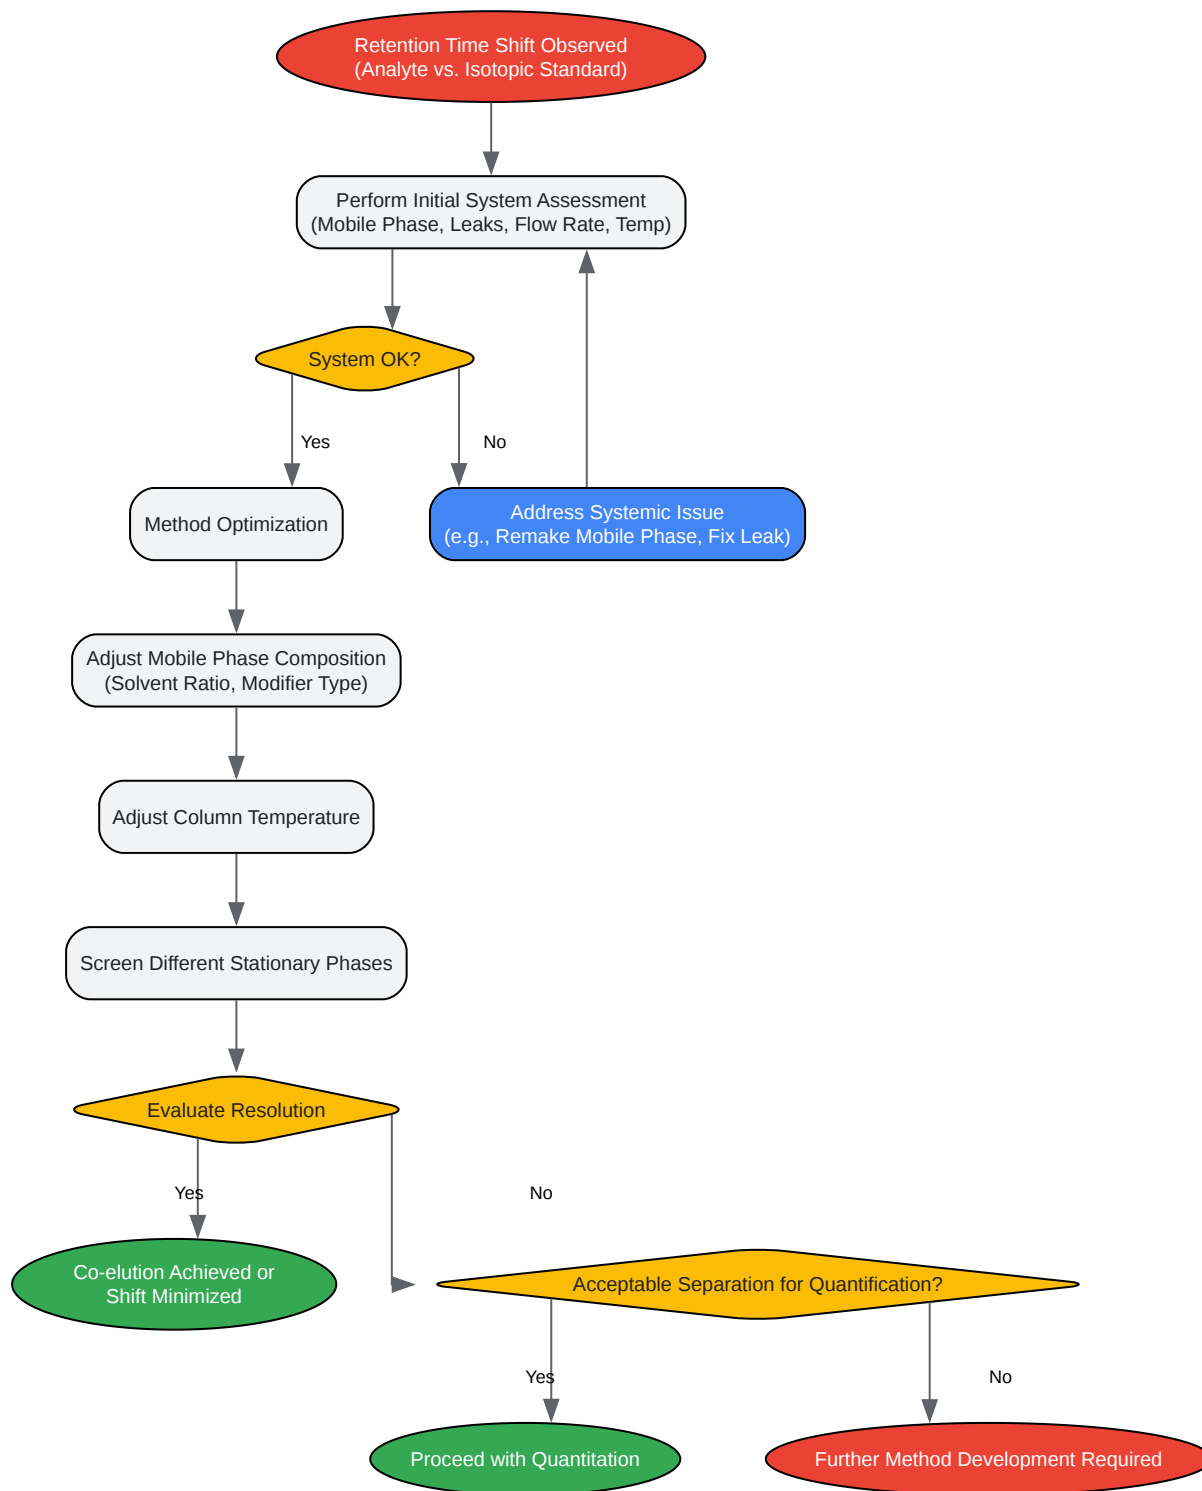 Retention Time Shift Observed
(Analyte vs. Isotopic Standard)
Perform Initial System Assessment
(Mobile Phase, Leaks, Flow Rate, Temp)
System OK?
Yes
No
Method Optimization
Address Systemic Issue
(e.g., Remake Mobile Phase, Fix Leak)
Adjust Mobile Phase Composition
(Solvent Ratio, Modifier Type)
Adjust Column Temperature
Screen Different Stationary Phases
Evaluate Resolution
Yes
No
Co-elution Achieved or
Shift Minimized
Acceptable Separation for Quantification?
Yes
No
Proceed with Quantitation
Further Method Development Required